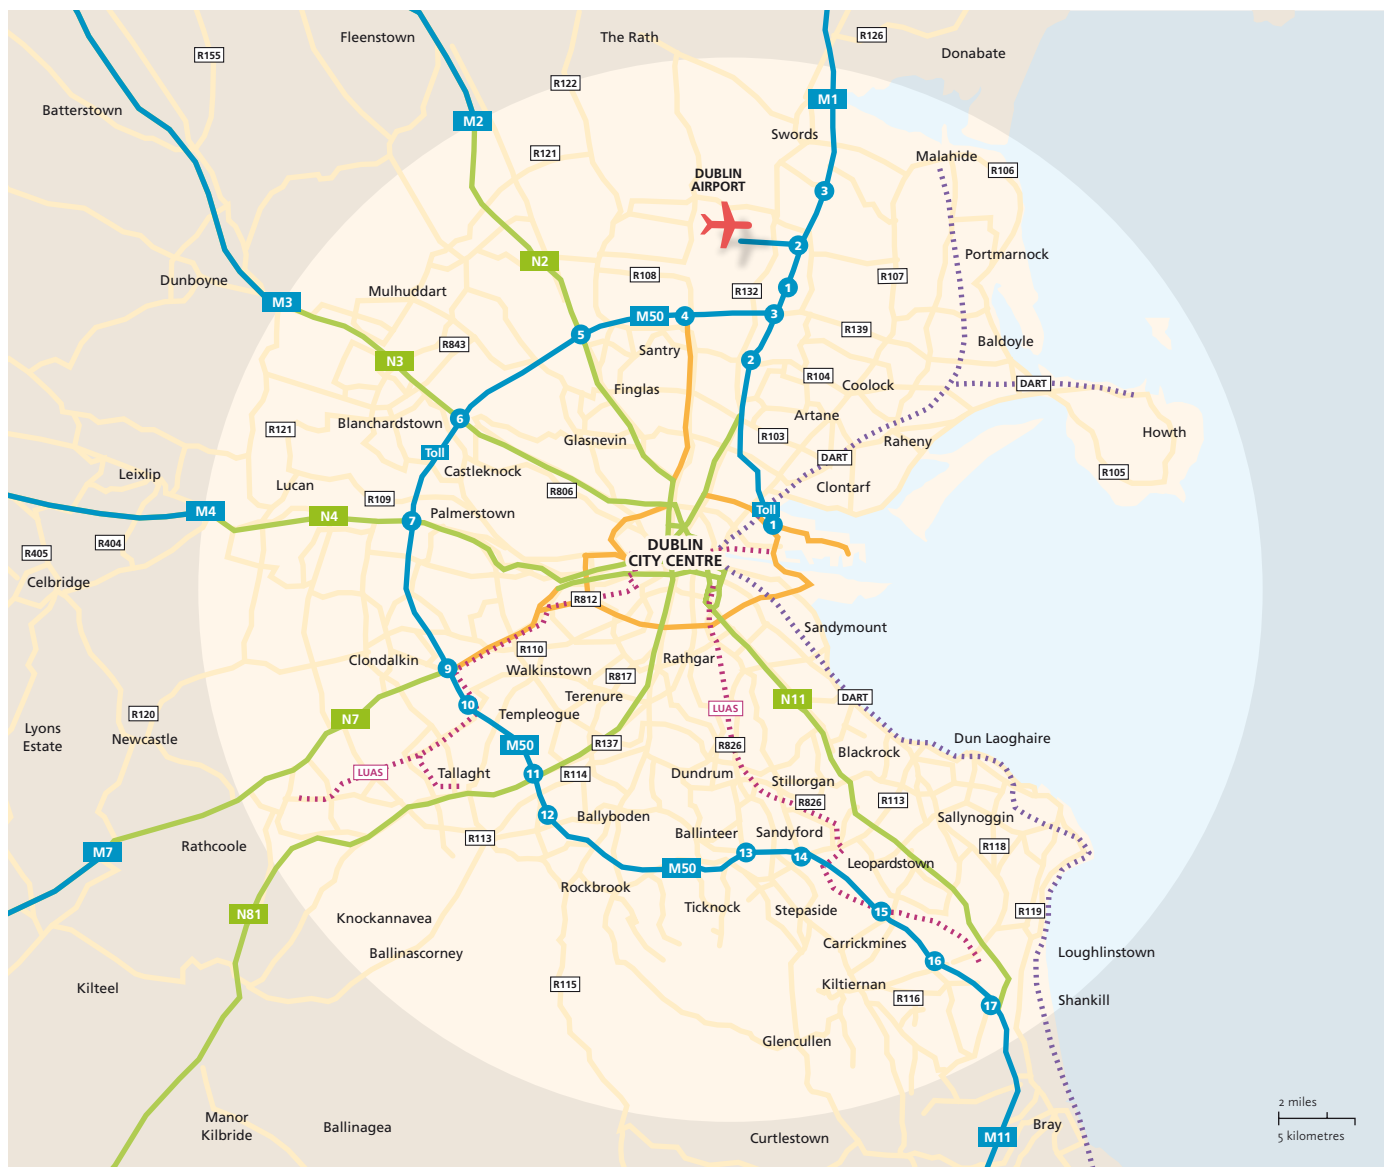 R126
Fleenstown
The Rath
Donabate
R155
R122
M1
Batterstown
M2
Swords
R121
Malahide
R106
DUBLIN
AIRPORT
3
2
Portmarnock
N2
R108
R107
Dunboyne
Mulhuddart
R132
1
M3
M50
4
3
R139
5
R843
Baldoyle
Santry
N3
2
R104
Coolock
DART
Finglas
Artane
6
Blanchardstown
R121
R103
Glasnevin
Raheny
Howth
Toll
DART
Castleknock
R105
Leixlip
Lucan
R109
R806
Clontarf
M4
N4
7
Palmerstown
Toll
1
R405
R404
DUBLIN
CITY CENTRE
Celbridge
R812
Sandymount
R110
Clondalkin
9
Walkinstown
Rathgar
R817
Terenure
DART
N11
10
Templeogue
LUAS
R120
N7
Lyons
Estate
Newcastle
M50
R137
R826
Blackrock
Dun Laoghaire
LUAS
Tallaght
11
R114
Dundrum
Stillorgan
R826
R113
12
Ballyboden
Sallynoggin
R113
Ballinteer
Sandyford
R118
Rathcoole
M7
13
14
Leopardstown
M50
Rockbrook
N81
Ticknock
Stepaside
15
R119
Knockannavea
Carrickmines
Ballinascorney
Loughlinstown
16
Kilteel
R115
Kiltiernan
R116
17
Shankill
Glencullen
2 miles
Manor
Kilbride
Ballinagea
Curtlestown
M11
Bray
5 kilometres